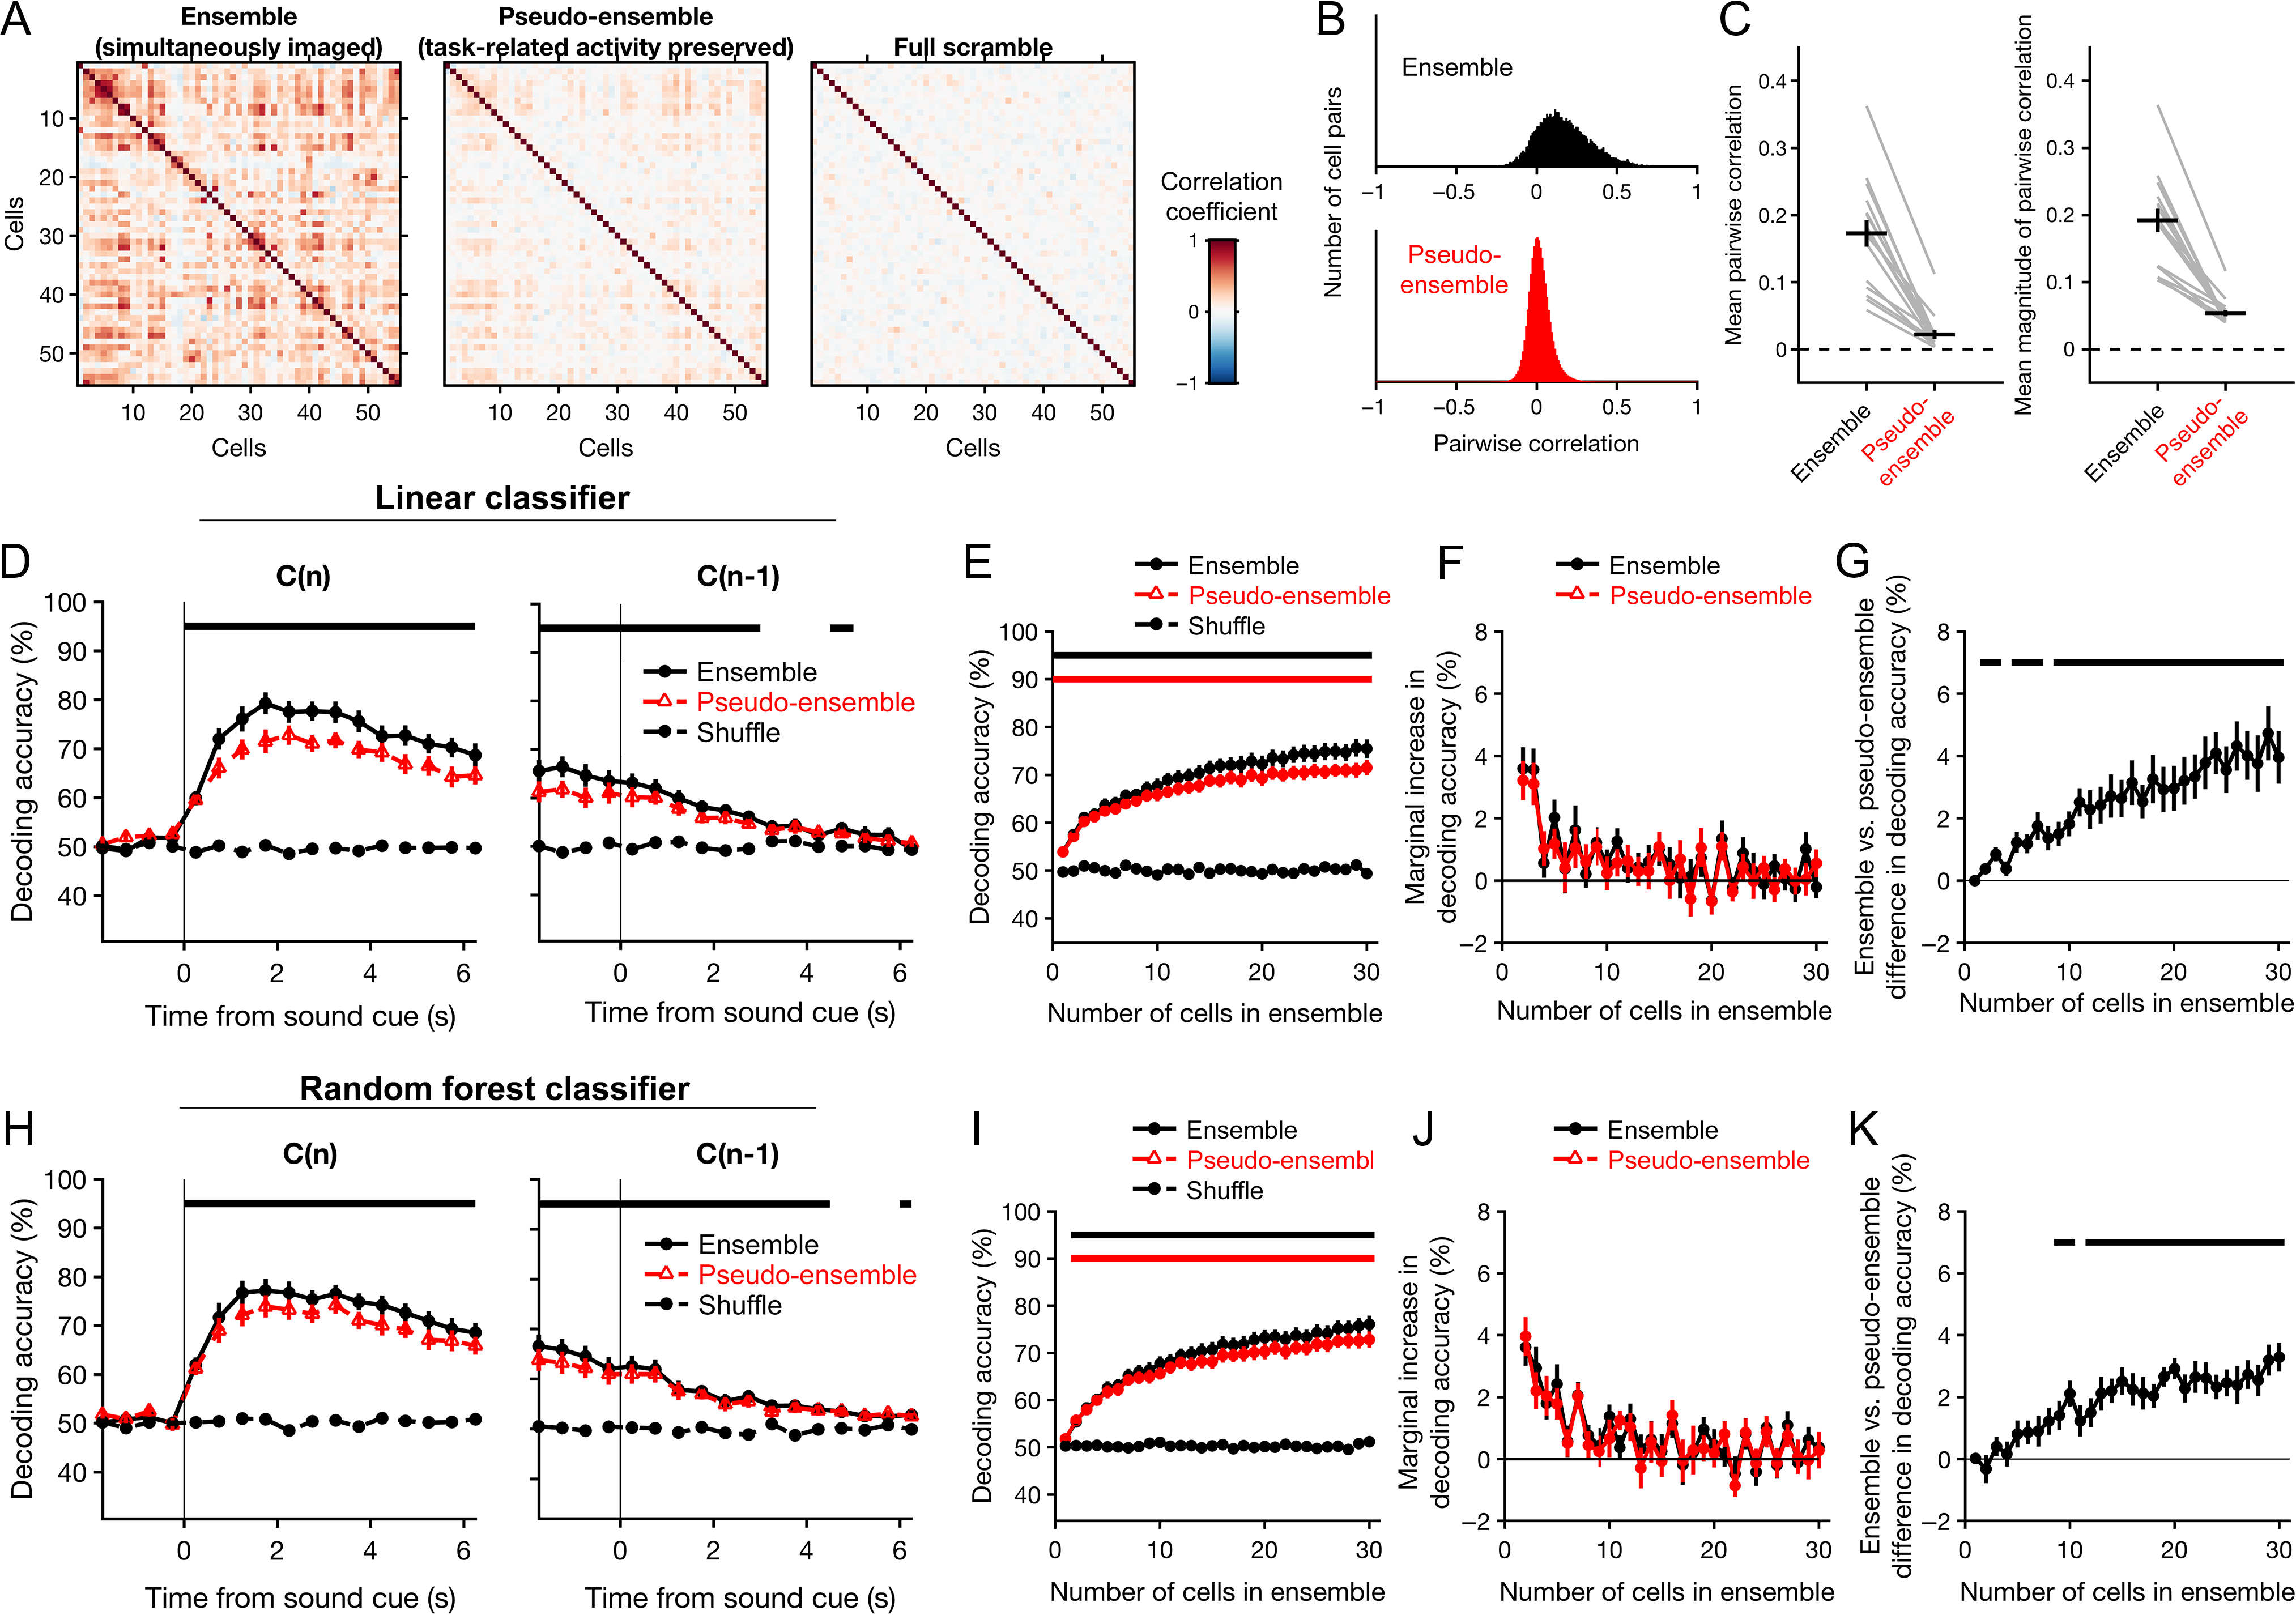 A
Ensemble
(simultaneously imaged)
Pseudo-ensemble
(task-related activity preserved)
Full scramble
Cells
10
20
30
40
50
10 20 30 40 50
Cells
10 20 30 40 50
Cells
10 20 30 40 50
Cells
Correlation
coefficient
1
0
−1
B
Number of cell pairs
Ensemble
−1 −0.5 0 0.5 1
Pseudo-
ensemble
−1 −0.5 0 0.5 1
Pairwise correlation
C
Mean pairwise correlation
0.4
0.3
0.2
0.1
0
Ensemble
Pseudo-
ensemble
Mean magnitude of pairwise correlation
0.4
0.3
0.2
0.1
0
Ensemble
Pseudo-
ensemble
Linear classifier
D
C(n)
Decoding accuracy (%)
100
90
80
70
60
50
40
0 2 4 6
Time from sound cue (s)
C(n-1)
Ensemble
Pseudo-ensemble
Shuffle
0 2 4 6
Time from sound cue (s)
E
Ensemble
Pseudo-ensemble
Shuffle
Decoding accuracy (%)
100
90
80
70
60
50
40
0 10 20 30
Number of cells in ensemble
F
Ensemble
Pseudo-ensemble
Marginal increase in
decoding accuracy (%)
8
6
4
2
0
−2
0 10 20 30
Number of cells in ensemble
G
Ensemble vs. pseudo-ensemble
difference in decoding accuracy (%)
8
6
4
2
0
−2
0 10 20 30
Number of cells in ensemble
Random forest classifier
H
C(n)
Decoding accuracy (%)
100
90
80
70
60
50
40
0 2 4 6
Time from sound cue (s)
C(n-1)
Ensemble
Pseudo-ensemble
Shuffle
0 2 4 6
Time from sound cue (s)
I
Ensemble
Pseudo-ensembl
Shuffle
Decoding accuracy (%)
100
90
80
70
60
50
40
0 10 20 30
Number of cells in ensemble
J
Ensemble
Pseudo-ensemble
Marginal increase in
decoding accuracy (%)
8
6
4
2
0
−2
0 10 20 30
Number of cells in ensemble
K
Ensemble vs. pseudo-ensemble
difference in decoding accuracy (%)
8
6
4
2
0
−2
0 10 20 30
Number of cells in ensemble